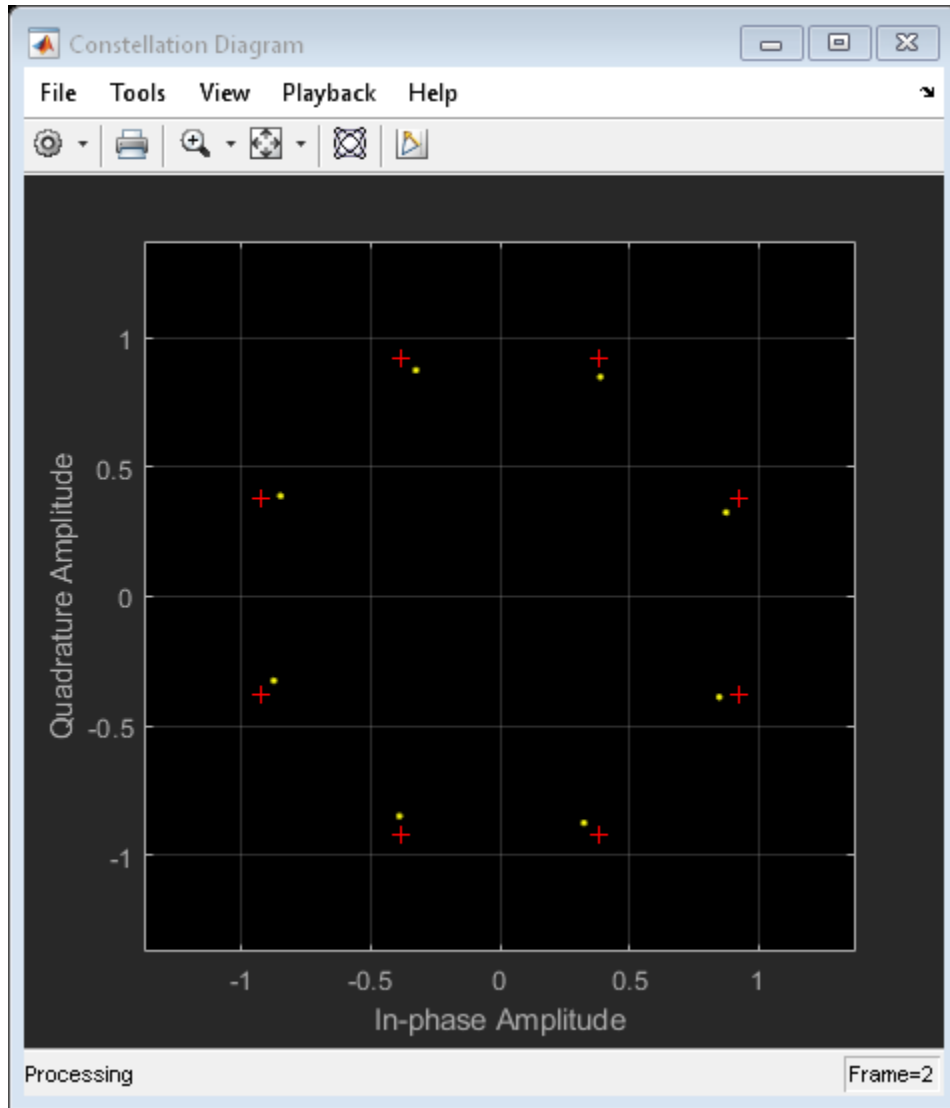 Constellation Diagram
File Tools View Playback Help
1
0.5
0
-0.5
-1
Quadrature Amplitude
-1 -0.5 0 0.5 1
In-phase Amplitude
Processing Frame=2